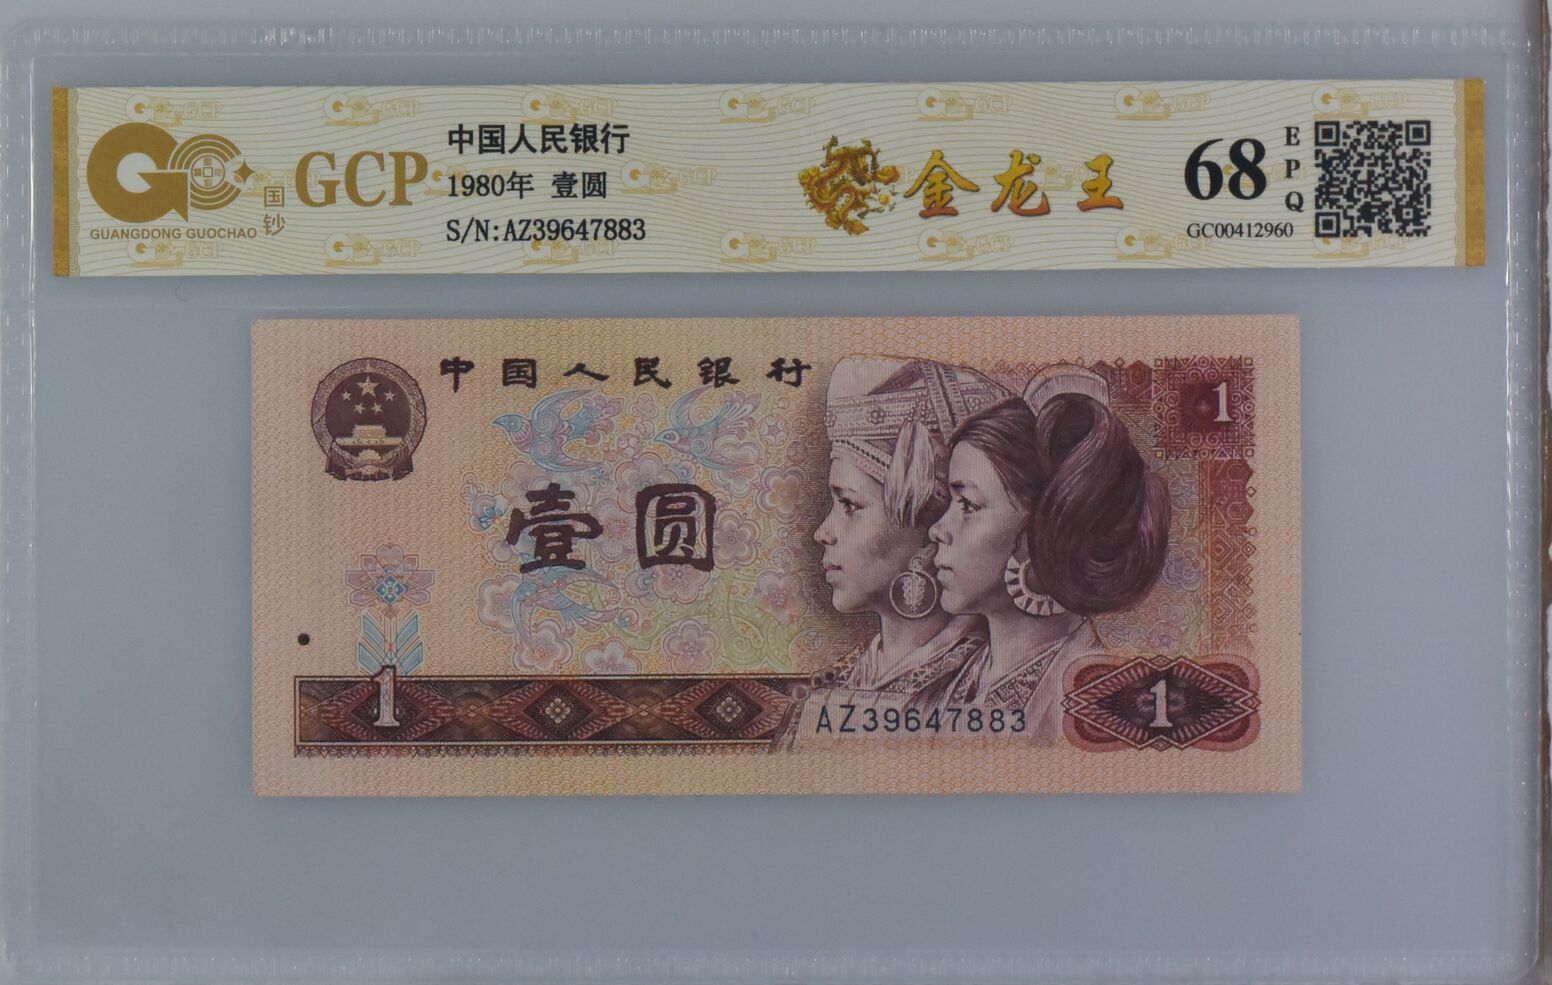 GUANGDONG GUOCHAO
国钞
GCP
中国人民银行
1980年 壹圆
S/N:AZ39647883
金龙王
68
EPQ
GC00412960
中国人民银行
1
壹圆
1
AZ39647883
1